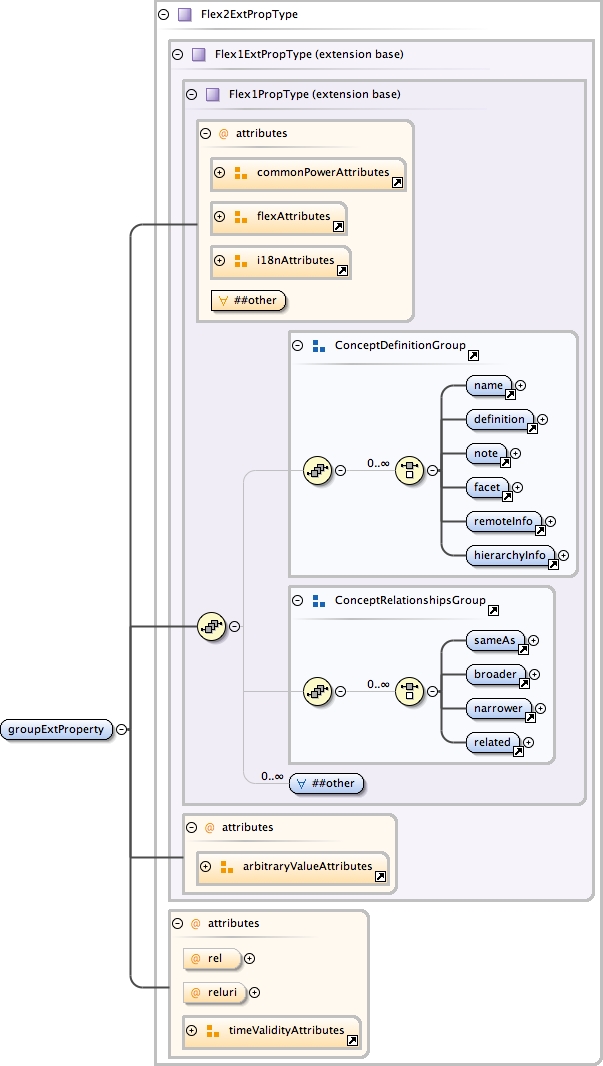 Flex2ExtPropType
Flex1ExtPropType (extension base)
Flex1PropType (extension base)
@ attributes
commonPowerAttributes
flexAttributes
i18nAttributes
##other
ConceptDefinitionGroup
name
definition
0..∞
note
facet
remoteInfo
hierarchyInfo
ConceptRelationshipsGroup
sameAs
broader
0..∞
narrower
related
groupExtProperty
0..∞
##other
@ attributes
arbitraryValueAttributes
@ attributes
@ rel
@ reluri
timeValidityAttributes